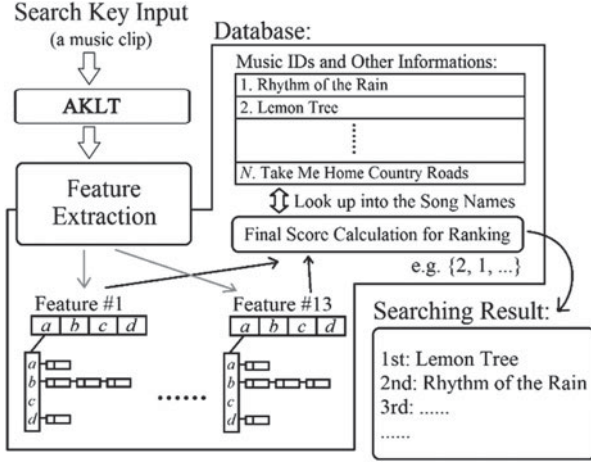 Search Key Input
(a music clip)
AKLT
Feature
Extraction
Database:
Music IDs and Other Informations:
1. Rhythm of the Rain
2. Lemon Tree
N. Take Me Home Country Roads
Look up into the Song Names
Final Score Calculation for Ranking
e.g. {2, 1, ...}
Feature #1
a b c d
a
b
c
d
......
Feature #13
a b c d
a
b
c
d
Searching Result:
1st: Lemon Tree
2nd: Rhythm of the Rain
3rd: ......
......